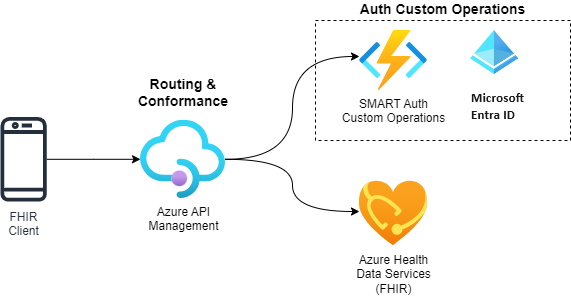 Auth Custom Operations
SMART Auth
Custom Operations
Microsoft
Entra ID
Routing &
Conformance
Azure API
Management
FHIR
Client
Azure Health
Data Services
(FHIR)